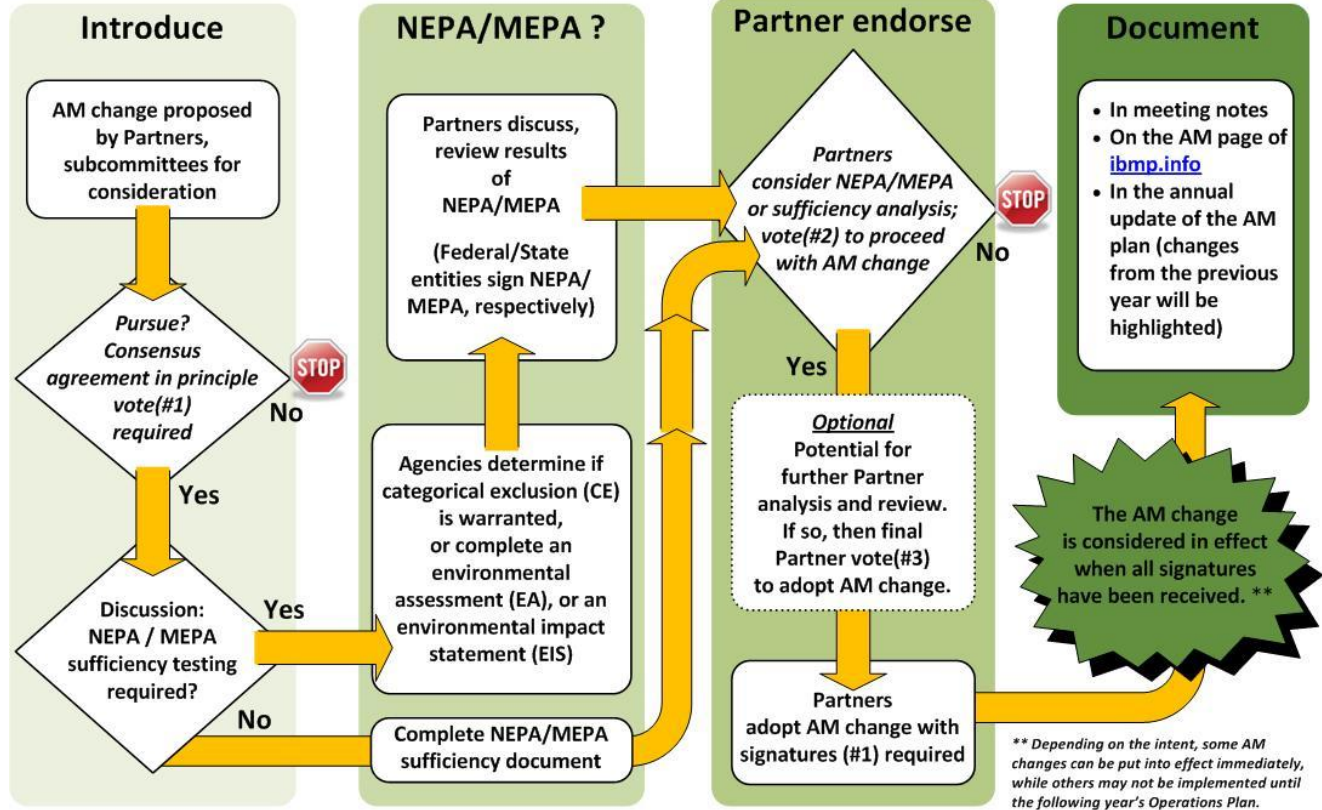 Introduce
AM change proposed
by Partners,
subcommittees for
consideration
Pursue?
Consensus
agreement in principle
vote(#1)
required
STOP
No
Yes
Discussion:
NEPA / MEPA
sufficiency testing
required?
Yes
No
NEPA/MEPA ?
Partners discuss,
review results
of
NEPA/MEPA
(Federal/State
entities sign NEPA/
MEPA, respectively)
Agencies determine if
categorical exclusion (CE)
is warranted,
or complete an
environmental
assessment (EA), or an
environmental impact
statement (EIS)
Complete NEPA/MEPA
sufficiency document
Partner endorse
Partners
consider NEPA/MEPA
or sufficiency analysis;
vote(#2) to proceed
with AM change
STOP
No
Yes
Optional
Potential for
further Partner
analysis and review.
If so, then final
Partner vote(#3)
to adopt AM change.
Partners
adopt AM change with
signatures (#1) required
Document
• In meeting notes
• On the AM page of
ibmp.info
• In the annual
update of the AM
plan (changes
from the previous
year will be
highlighted)
The AM change
is considered in effect
when all signatures
have been received. **
** Depending on the intent, some AM
changes can be put into effect immediately,
while others may not be implemented until
the following year's Operations Plan.